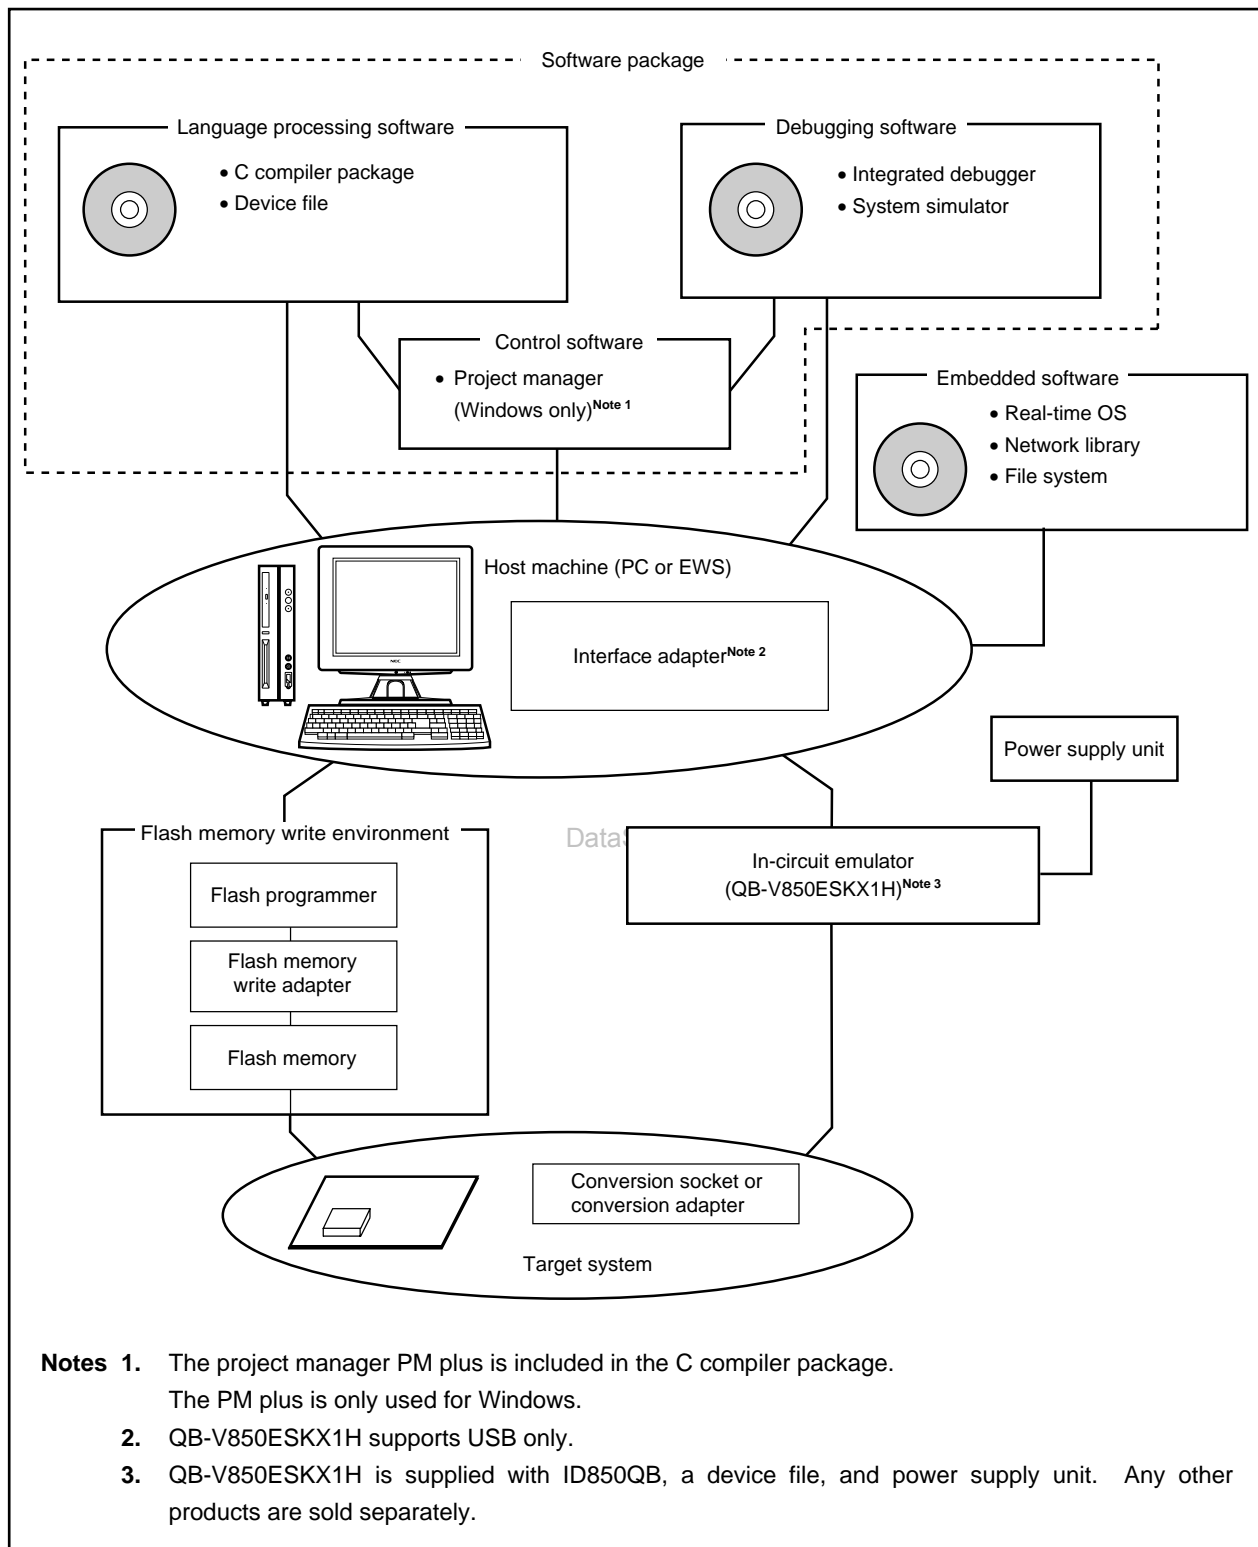 Software package
Language processing software
• C compiler package
• Device file
Debugging software
• Integrated debugger
• System simulator
Control software
• Project manager
(Windows only)Note 1
Embedded software
• Real-time OS
• Network library
• File system
Host machine (PC or EWS)
NEC
Interface adapterNote 2
Power supply unit
Flash memory write environment
Flash programmer
Flash memory
write adapter
Flash memory
In-circuit emulator
(QB-V850ESKX1H)Note 3
Conversion socket or
conversion adapter
Target system
Notes 1. The project manager PM plus is included in the C compiler package.
The PM plus is only used for Windows.
2. QB-V850ESKX1H supports USB only.
3. QB-V850ESKX1H is supplied with ID850QB, a device file, and power supply unit. Any other
products are sold separately.